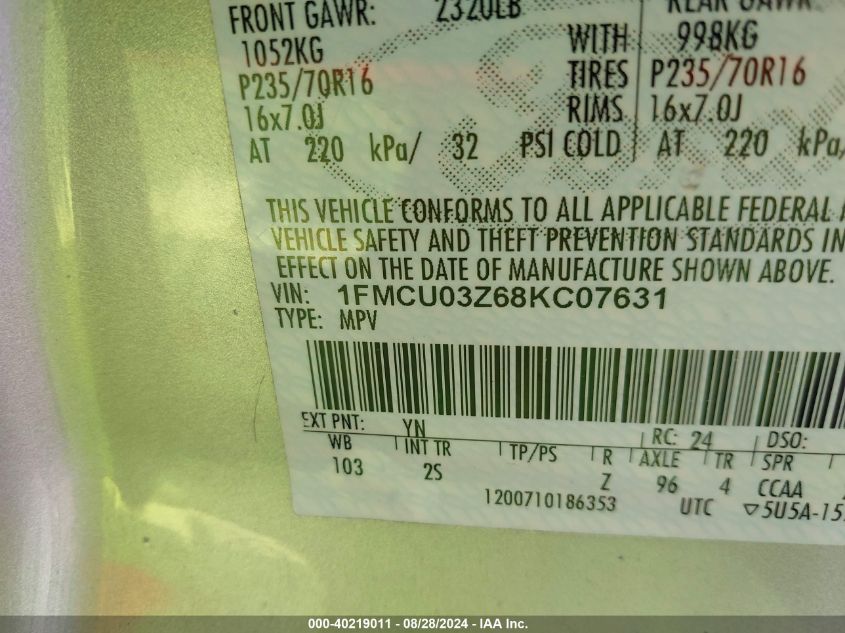 FRONT GAWR: 2320LB REAR GAWR
1052KG WITH 998KG
P235/70R16 TIRES P235/70R16
16x7.0J RIMS 16x7.0J
AT 220 kPa/ 32 PSI COLD AT 220 kPa/
THIS VEHICLE CONFORMS TO ALL APPLICABLE FEDERAL
VEHICLE SAFETY AND THEFT PREVENTION STANDARDS IN
EFFECT ON THE DATE OF MANUFACTURE SHOWN ABOVE.
VIN: 1FMCU03Z68KC07631
TYPE: MPV
EXT PNT: YN RC: 24 DSO:
WB INT TR TP/PS R AXLE TR SPR
103 2S Z 96 4 CCAA
1200710186353 UTC ▽5U5A-15
000-40219011 - 08/28/2024 - IAA Inc.